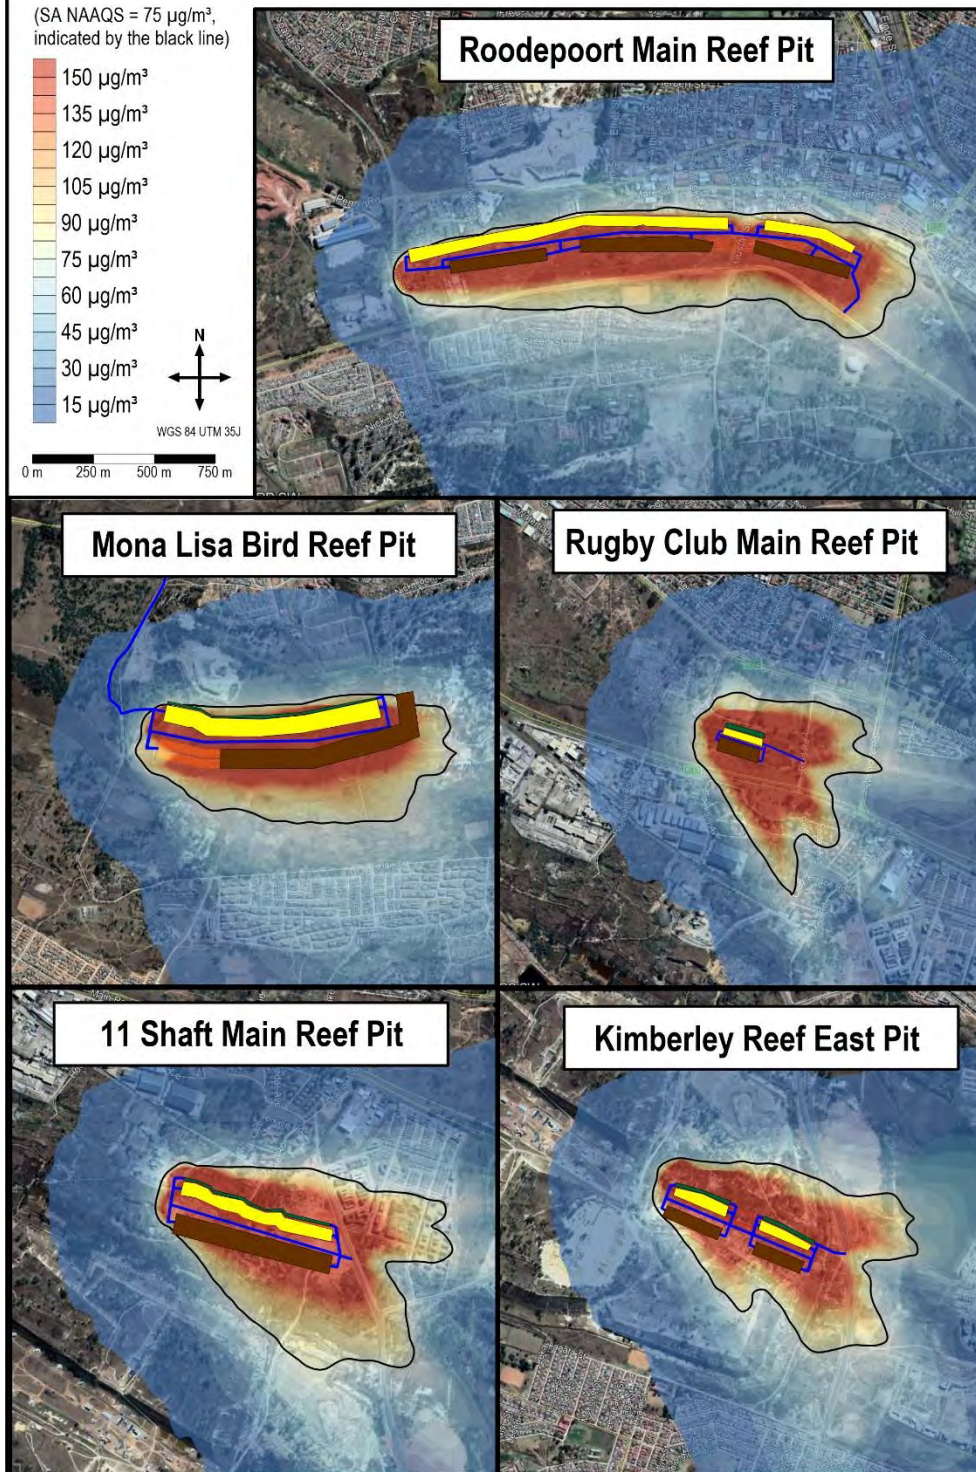 (SA NAAQS = 75 µg/m³,
indicated by the black line)
150 µg/m³
135 µg/m³
120 µg/m³
105 µg/m³
90 µg/m³
75 µg/m³
60 µg/m³
45 µg/m³
30 µg/m³
15 µg/m³
N
WGS 84 UTM 35J
0 m 250 m 500 m 750 m
Roodepoort Main Reef Pit
Mona Lisa Bird Reef Pit
Rugby Club Main Reef Pit
11 Shaft Main Reef Pit
Kimberley Reef East Pit